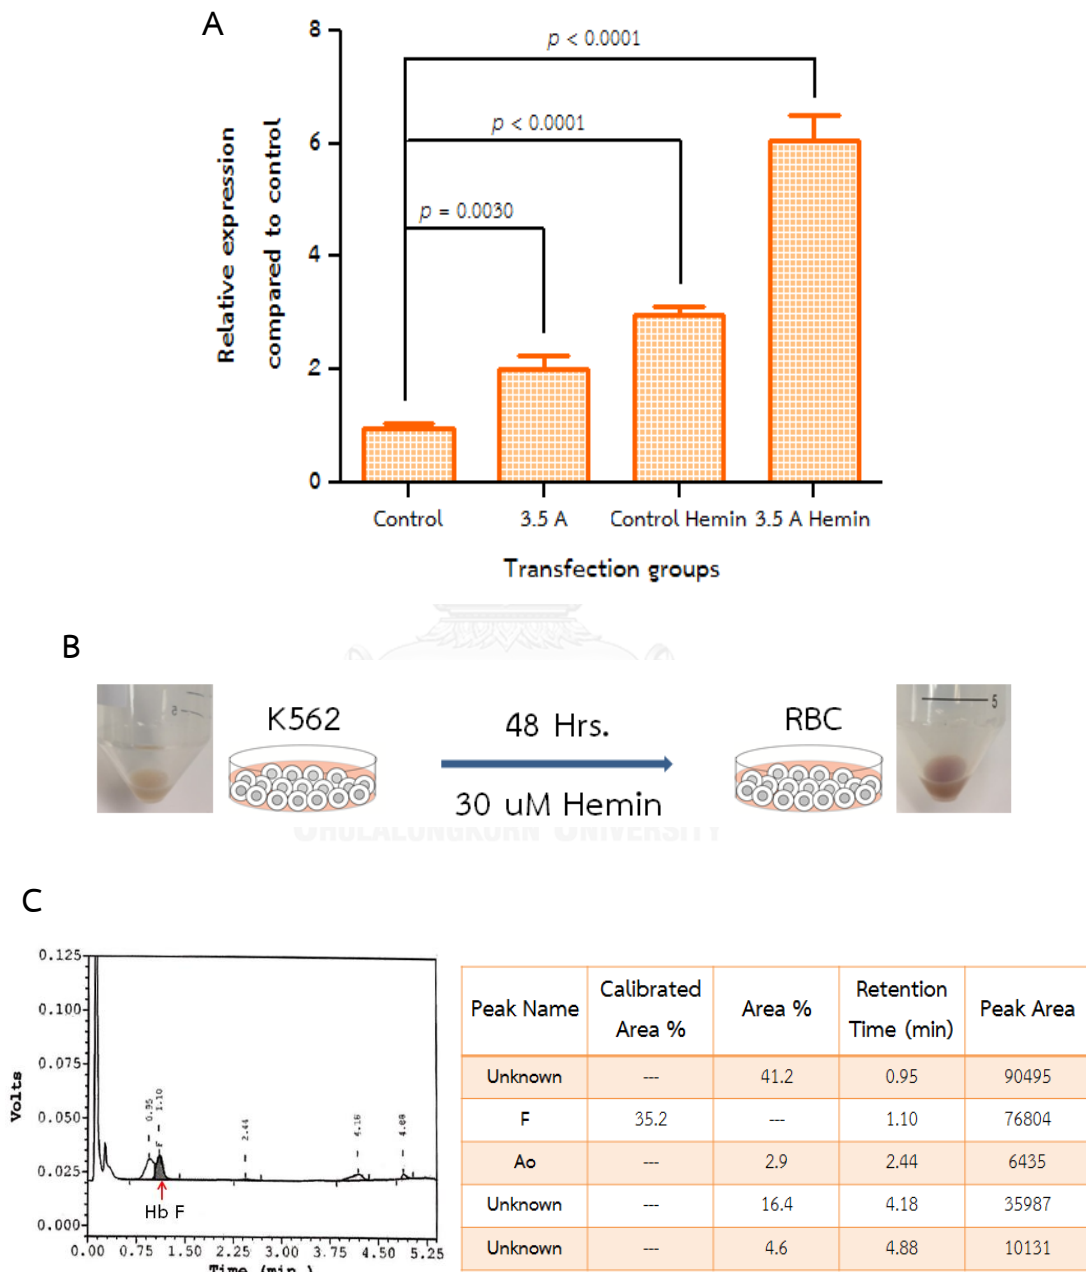 A
8
6
4
2
0
Relative expression
compared to control
p < 0.0001
p < 0.0001
p = 0.0030
Control
3.5 A
Control Hemin
3.5 A Hemin
Transfection groups
B
K562
48 Hrs.
30 uM Hemin
RBC
5
CHULALONGKORN UNIVERSITY
C
0.125
0.100
0.075
0.050
0.025
0.000
Volts
0.95
1.10
F
2.44
4.18
4.88
Hb F
0.00 0.75 1.50 2.25 3.00 3.75 4.50 5.25
Time (min.)
Peak Name Calibrated Area % Area % Retention Time (min) Peak Area
Unknown --- 41.2 0.95 90495
F 35.2 --- 1.10 76804
Ao --- 2.9 2.44 6435
Unknown --- 16.4 4.18 35987
Unknown --- 4.6 4.88 10131